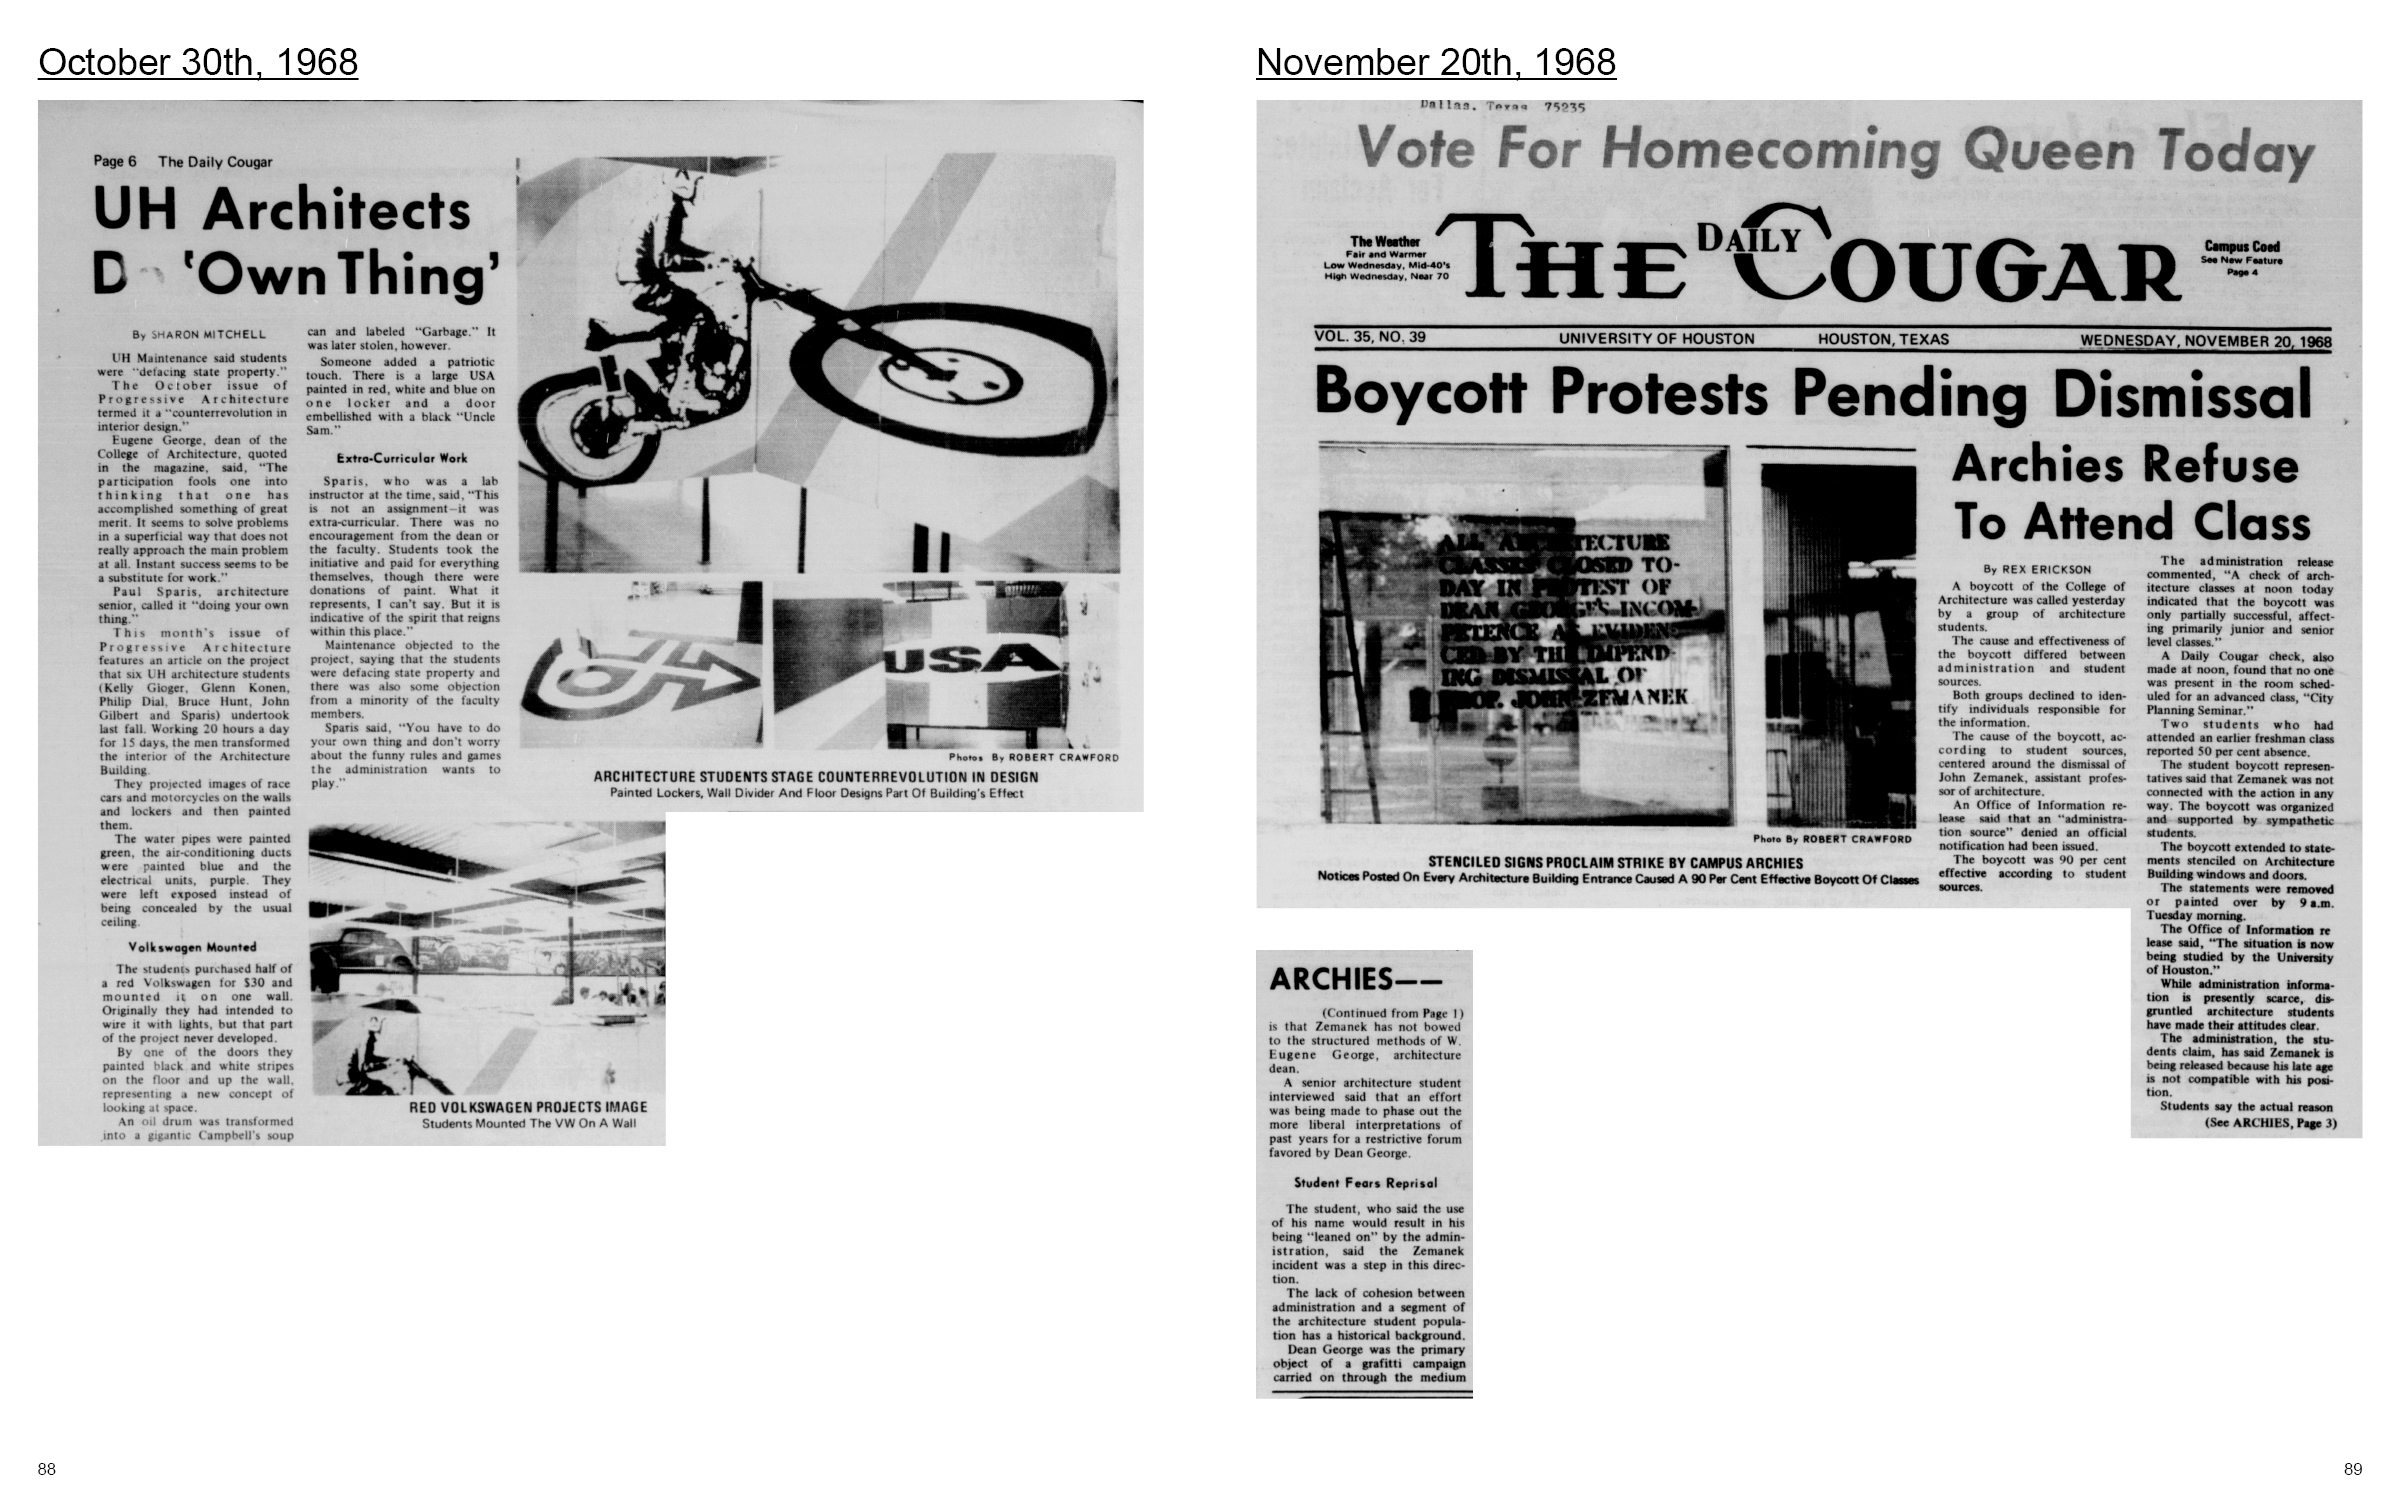 October 30th, 1968
Page 6 The Daily Cougar
UH Architects
Do 'Own Thing'
By SHARON MITCHELL
UH Maintenance said students
were "defacing state property."
The October issue of
Progressive Architecture
termed it a "counterrevolution in
interior design."
Eugene George, dean of the
College of Architecture, quoted
in the magazine, said, "The
participation fools one into
thinking that one has
accomplished something of great
merit. It seems to solve problems
in a superficial way that does not
really approach the main problem
at all. Instant success seems to be
a substitute for work."
Paul Sparis, architecture
senior, called it "doing your own
thing."
This month's issue of
Progressive Architecture
features an article on the project
that six UH architecture students
(Kelly Gloger, Glenn Konen,
Philip Dial, Bruce Hunt, John
Gilbert and Sparis) undertook
last fall. Working 20 hours a day
for 15 days, the men transformed
the interior of the Architecture
Building.
They projected images of race
cars and motorcycles on the walls
and lockers and then painted
them.
The water pipes were painted
green, the air-conditioning ducts
were painted blue and the
electrical units, purple. They
were left exposed instead of
being concealed by the usual
ceiling.
Volkswagen Mounted
The students purchased half of
a red Volkswagen for $30 and
mounted it on one wall.
Originally they had intended to
wire it with lights, but that part
of the project never developed.
By one of the doors they
painted black and white stripes
on the floor and up the wall,
representing a new concept of
looking at space.
An oil drum was transformed
into a gigantic Campbell's soup
can and labeled "Garbage." It
was later stolen, however.
Someone added a patriotic
touch. There is a large USA
painted in red, white and blue on
one locker and a door
embellished with a black "Uncle
Sam."
Extra-Curricular Work
Sparis, who was a lab
instructor at the time, said, "This
is not an assignment—it was
extra-curricular. There was no
encouragement from the dean or
the faculty. Students took the
initiative and paid for everything
themselves, though there were
donations of paint. What it
represents, I can't say. But it is
indicative of the spirit that reigns
within this place."
Maintenance objected to the
project, saying that the students
were defacing state property and
there was also some objection
from a minority of the faculty
members.
Sparis said, "You have to do
your own thing and don't worry
about the funny rules and games
the administration wants to
play."
USA
Photos By ROBERT CRAWFORD
ARCHITECTURE STUDENTS STAGE COUNTERREVOLUTION IN DESIGN
Painted Lockers, Wall Divider And Floor Designs Part Of Building's Effect
RED VOLKSWAGEN PROJECTS IMAGE
Students Mounted The VW On A Wall
88
November 20th, 1968
Dallas, Texas 75235
Vote For Homecoming Queen Today
The Weather
Fair and Warmer
Low Wednesday, Mid-40's
High Wednesday, Near 70
THE DAILY COUGAR
Campus Coed
See New Feature
Page 4
VOL. 35, NO. 39 UNIVERSITY OF HOUSTON HOUSTON, TEXAS WEDNESDAY, NOVEMBER 20, 1968
Boycott Protests Pending Dismissal
ALL ARCHITECTURE
CLASSES CLOSED TO-
DAY IN PROTEST OF
DEAN GEORGE'S INCOM-
PETENCE AS EVIDEN-
CED BY THE IMPEND-
ING DISMISSAL OF
PROF. JOHN ZEMANEK
Photo By ROBERT CRAWFORD
STENCILED SIGNS PROCLAIM STRIKE BY CAMPUS ARCHIES
Notices Posted On Every Architecture Building Entrance Caused A 90 Per Cent Effective Boycott Of Classes
Archies Refuse
To Attend Class
By REX ERICKSON
A boycott of the College of
Architecture was called yesterday
by a group of architecture
students.
The cause and effectiveness of
the boycott differed between
administration and student
sources.
Both groups declined to iden-
tify individuals responsible for
the information.
The cause of the boycott, ac-
cording to student sources,
centered around the dismissal of
John Zemanek, assistant profes-
sor of architecture.
An Office of Information re-
lease said that an "administra-
tion source" denied an official
notification had been issued.
The boycott was 90 per cent
effective according to student
sources.
The administration release
commented, "A check of arch-
itecture classes at noon today
indicated that the boycott was
only partially successful, affect-
ing primarily junior and senior
level classes."
A Daily Cougar check, also
made at noon, found that no one
was present in the room sched-
uled for an advanced class, "City
Planning Seminar."
Two students who had
attended an earlier freshman class
reported 50 per cent absence.
The student boycott represen-
tatives said that Zemanek was not
connected with the action in any
way. The boycott was organized
and supported by sympathetic
students.
The boycott extended to state-
ments stenciled on Architecture
Building windows and doors.
The statements were removed
or painted over by 9 a.m.
Tuesday morning.
The Office of Information re
lease said, "The situation is now
being studied by the University
of Houston."
While administration informa-
tion is presently scarce, dis-
gruntled architecture students
have made their attitudes clear.
The administration, the stu-
dents claim, has said Zemanek is
being released because his late age
is not compatible with his posi-
tion.
Students say the actual reason
(See ARCHIES, Page 3)
ARCHIES——
(Continued from Page 1)
is that Zemanek has not bowed
to the structured methods of W.
Eugene George, architecture
dean.
A senior architecture student
interviewed said that an effort
was being made to phase out the
more liberal interpretations of
past years for a restrictive forum
favored by Dean George.
Student Fears Reprisal
The student, who said the use
of his name would result in his
being "leaned on" by the admin-
istration, said the Zemanek
incident was a step in this direc-
tion.
The lack of cohesion between
administration and a segment of
the architecture student popula-
tion has a historical background.
Dean George was the primary
object of a grafitti campaign
carried on through the medium
89